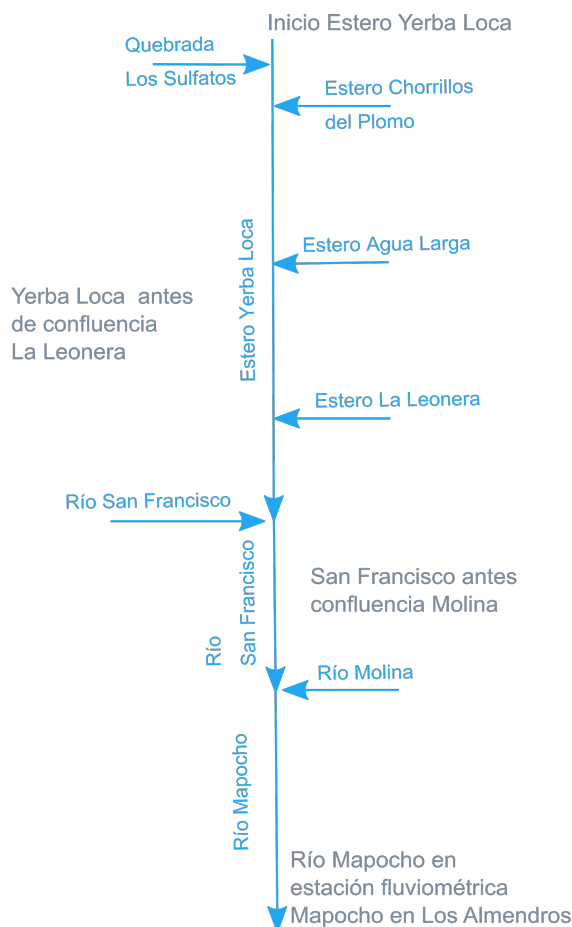 Inicio Estero Yerba Loca
Quebrada
Los Sulfatos
Estero Chorrillos
del Plomo
Estero Agua Larga
Estero Yerba Loca
Yerba Loca antes
de confluencia
La Leonera
Estero La Leonera
Río San Francisco
Río
San Francisco
San Francisco antes
confluencia Molina
Río Molina
Río Mapocho
Río Mapocho en
estación fluviométrica
Mapocho en Los Almendros